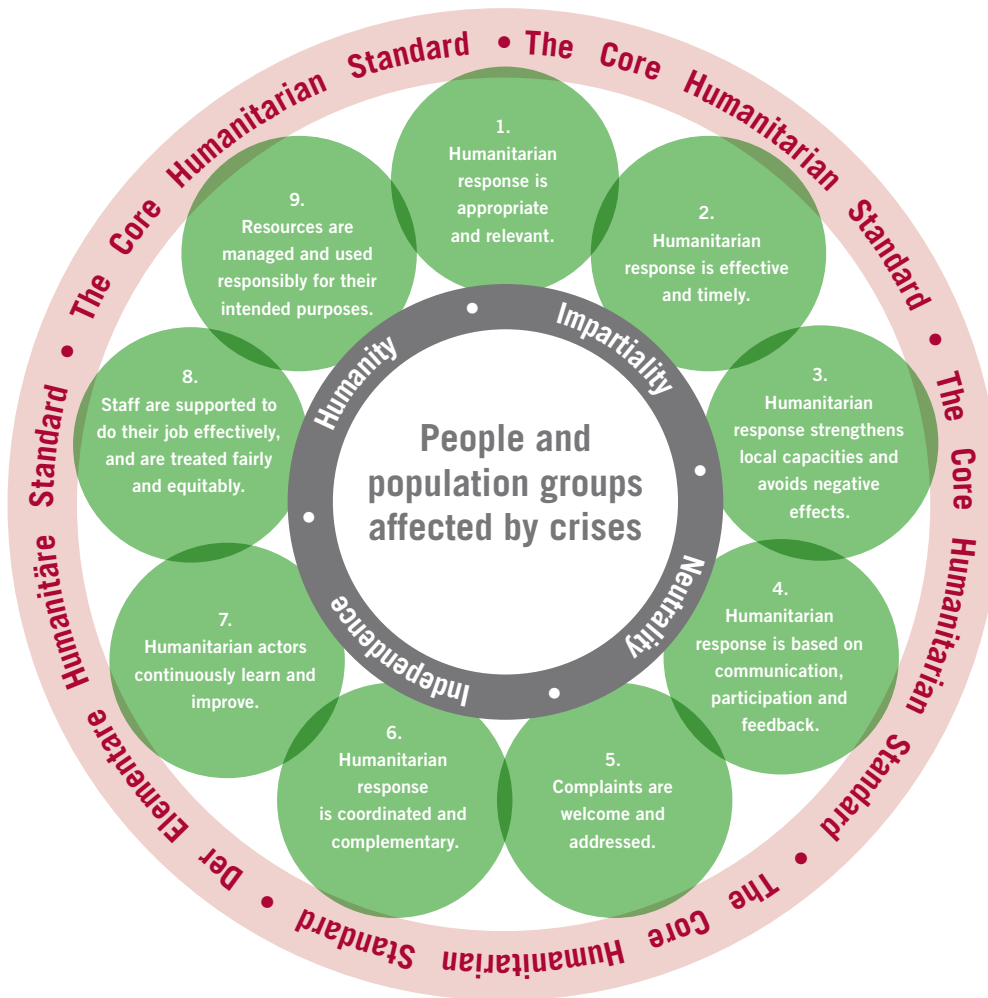 The Core Humanitarian Standard • The Core Humanitarian Standard • The Core Humanitarian Standard • Der Elementare Humanitäre Standard • The Core Humanitarian Standard •
1.
Humanitarian
response is
appropriate
and relevant.
2.
Humanitarian
response is effective
and timely.
3.
Humanitarian
response strengthens
local capacities and
avoids negative
effects.
4.
Humanitarian
response is based on
communication,
participation and
feedback.
5.
Complaints are
welcome and
addressed.
6.
Humanitarian
response
is coordinated and
complementary.
7.
Humanitarian actors
continuously learn and
improve.
8.
Staff are supported to
do their job effectively,
and are treated fairly
and equitably.
9.
Resources are
managed and used
responsibly for their
intended purposes.
Humanity • Impartiality • Neutrality • Independence •
People and
population groups
affected by crises